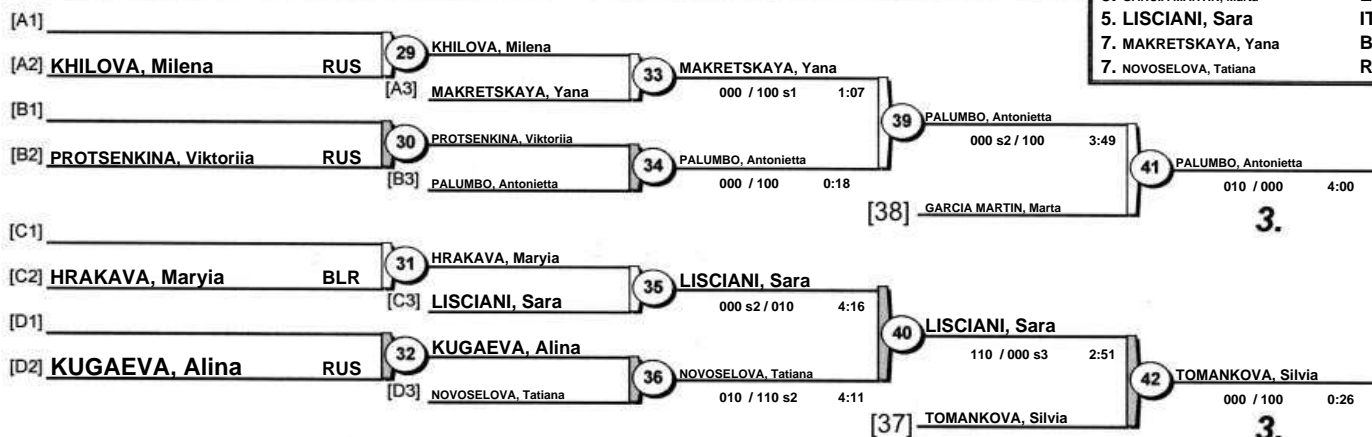 5. LISCIANI, Sara
7. MAKRETSKAYA, Yana
7. NOVOSELOVA, Tatiana
[A1]
29 KHILOVA, Milena
[A2] KHILOVA, Milena RUS
33 MAKRETSKAYA, Yana
[A3] MAKRETSKAYA, Yana
000 / 100 s1 1:07
[B1]
39 PALUMBO, Antonietta
30 PROTSENKINA, Viktoriia
000 s2 / 100 3:49
[B2] PROTSENKINA, Viktoriia RUS
34 PALUMBO, Antonietta
41 PALUMBO, Antonietta
[B3] PALUMBO, Antonietta
000 / 100 0:18
010 / 000 4:00
[38] GARCIA MARTIN, Marta
3.
[C1]
31 HRAKAVA, Maryia
[C2] HRAKAVA, Maryia BLR
35 LISCIANI, Sara
[C3] LISCIANI, Sara
000 s2 / 010 4:16
[D1]
40 LISCIANI, Sara
32 KUGAEVA, Alina
110 / 000 s3 2:51
[D2] KUGAEVA, Alina RUS
36 NOVOSELOVA, Tatiana
42 TOMANKOVA, Silvia
[D3] NOVOSELOVA, Tatiana
010 / 110 s2 4:11
000 / 100 0:26
[37] TOMANKOVA, Silvia
3.